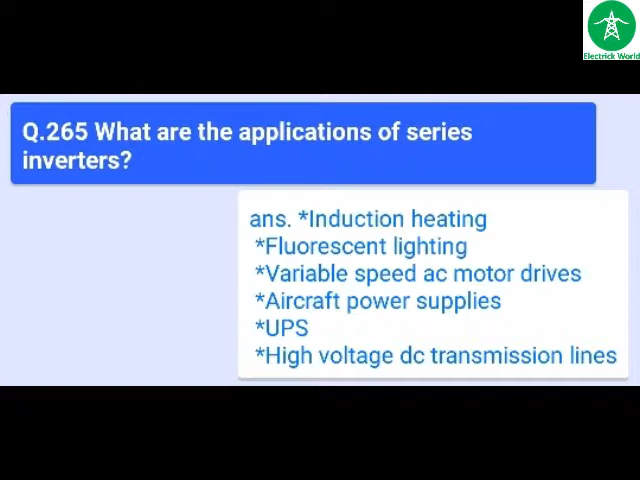 Electrick World
Q.265 What are the applications of series
inverters?
ans. *Induction heating
*Fluorescent lighting
*Variable speed ac motor drives
*Aircraft power supplies
*UPS
*High voltage dc transmission lines